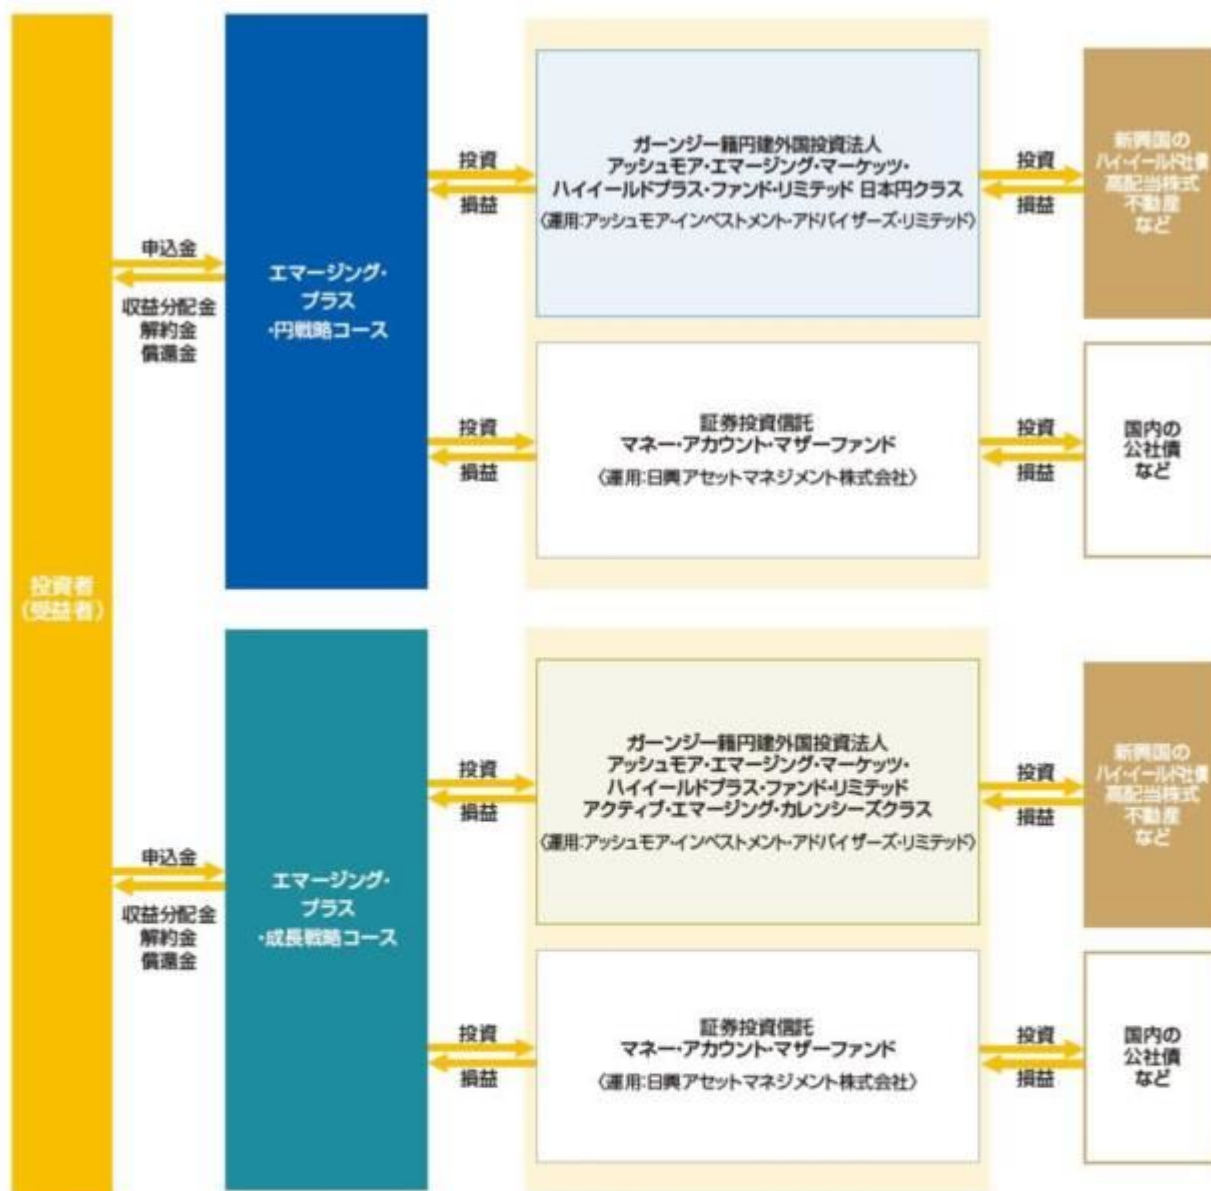 投資者
(受益者)
申込金
収益分配金
解約金
償還金
エマージング・
プラス
・円戦略コース
投資
損益
ガーンジー籍円建外国投資法人
アッシュモア・エマージング・マーケッツ・
ハイイールドプラス・ファンド・リミテッド 日本円クラス
〈運用:アッシュモア・インベストメント・アドバイザーズ・リミテッド〉
投資
損益
新興国の
ハイ・イールド社債
高配当株式
不動産
など
投資
損益
証券投資信託
マネー・アカウント・マザーファンド
〈運用:日興アセットマネジメント株式会社〉
投資
損益
国内の
公社債
など
申込金
収益分配金
解約金
償還金
エマージング・
プラス
・成長戦略コース
投資
損益
ガーンジー籍円建外国投資法人
アッシュモア・エマージング・マーケッツ・
ハイイールドプラス・ファンド・リミテッド
アクティブ・エマージング・カレンシーズクラス
〈運用:アッシュモア・インベストメント・アドバイザーズ・リミテッド〉
投資
損益
新興国の
ハイ・イールド社債
高配当株式
不動産
など
投資
損益
証券投資信託
マネー・アカウント・マザーファンド
〈運用:日興アセットマネジメント株式会社〉
投資
損益
国内の
公社債
など